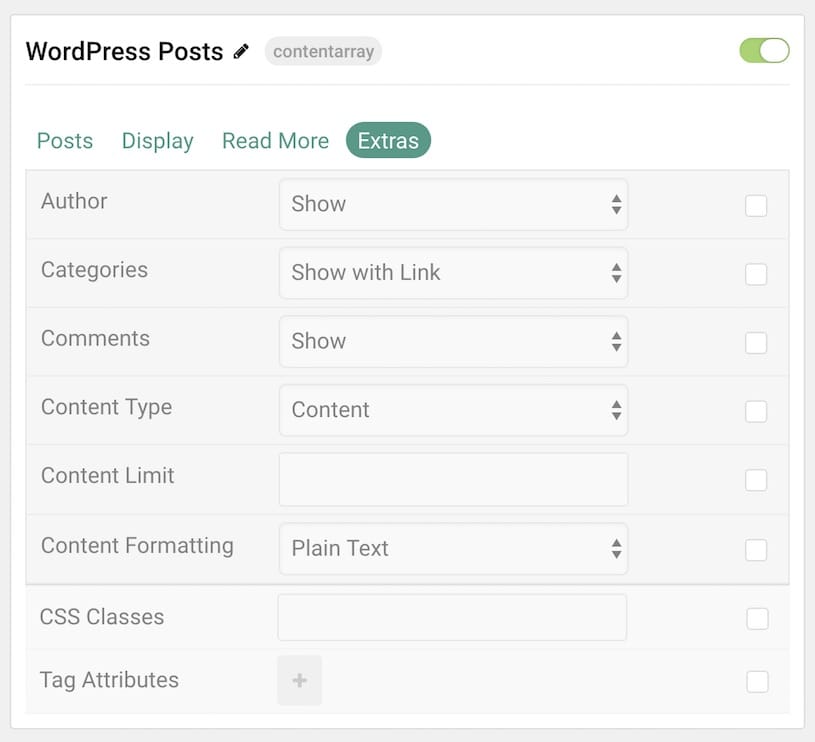 WordPress Posts contentarray
Posts Display Read More Extras
Author Show
Categories Show with Link
Comments Show
Content Type Content
Content Limit
Content Formatting Plain Text
CSS Classes
Tag Attributes +